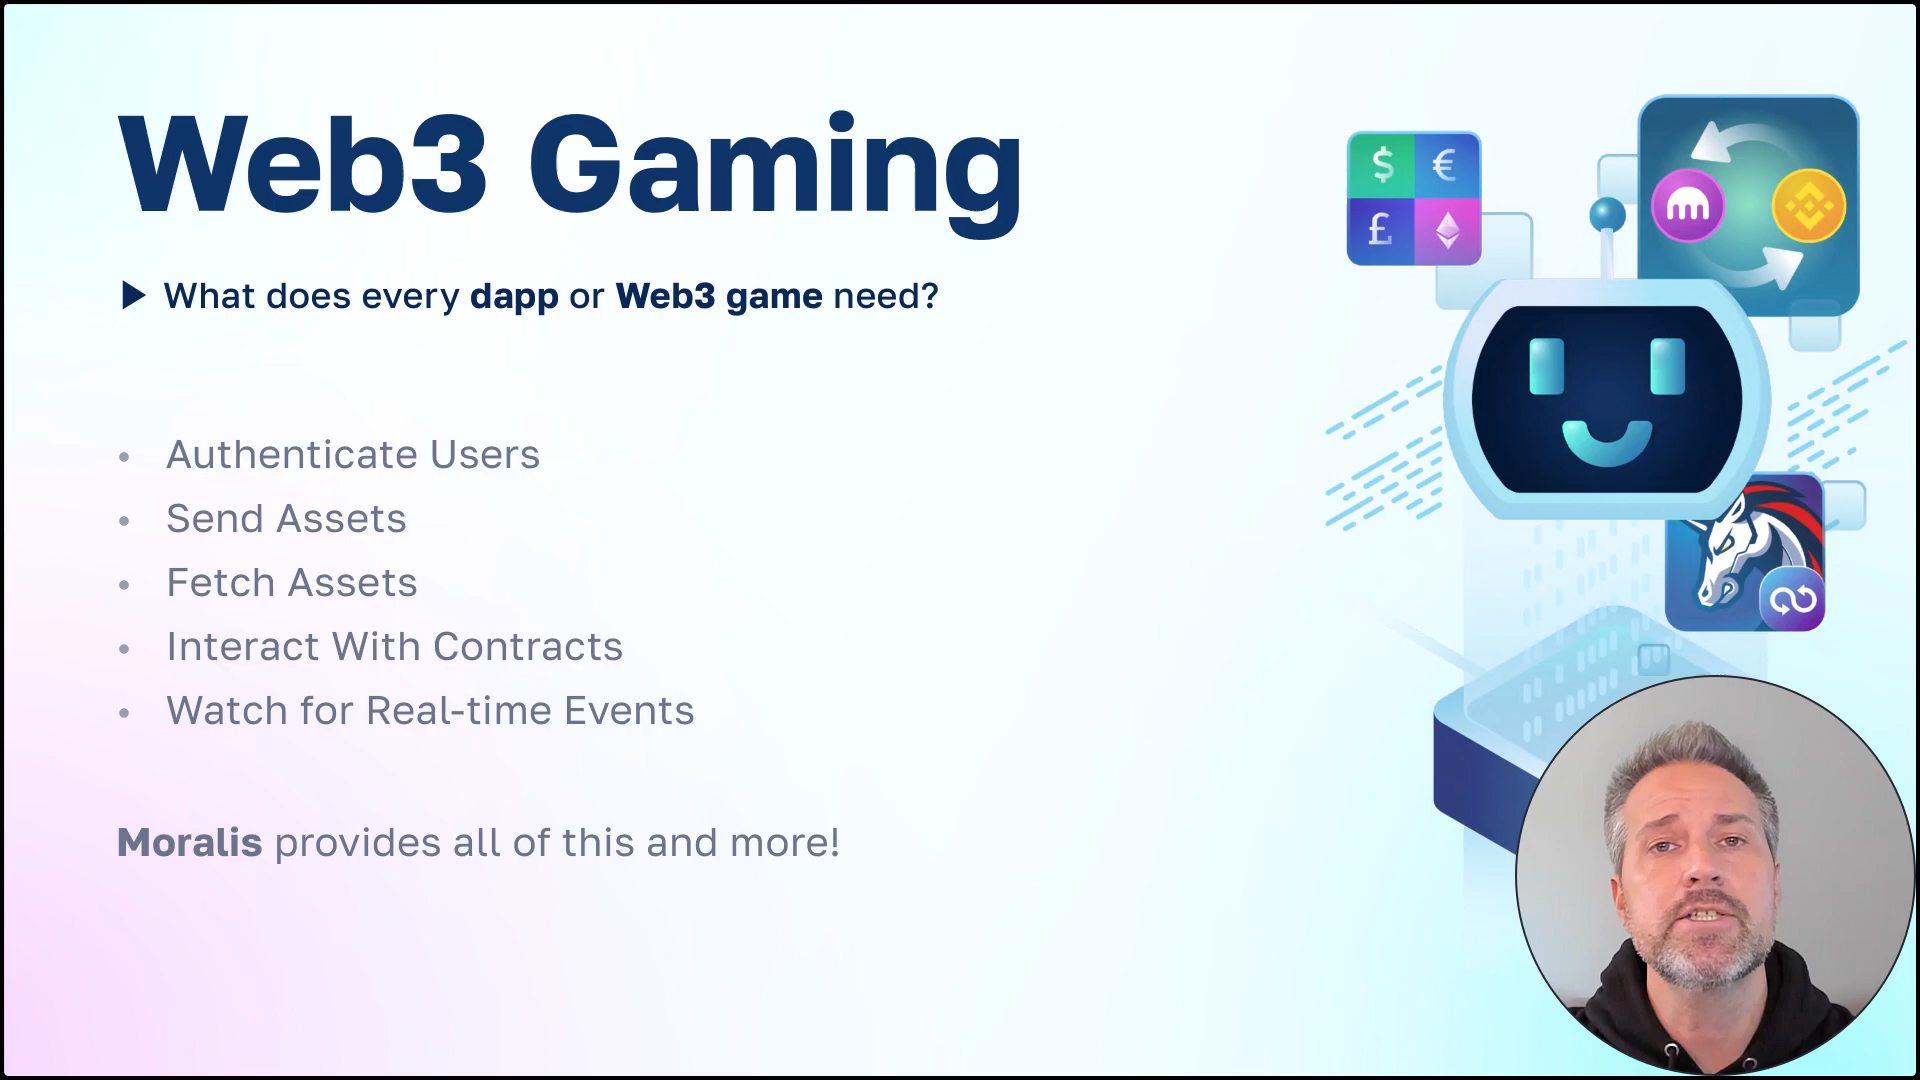 Web3 Gaming
▶ What does every dapp or Web3 game need?
• Authenticate Users
• Send Assets
• Fetch Assets
• Interact With Contracts
• Watch for Real-time Events
Moralis provides all of this and more!
$ €
£